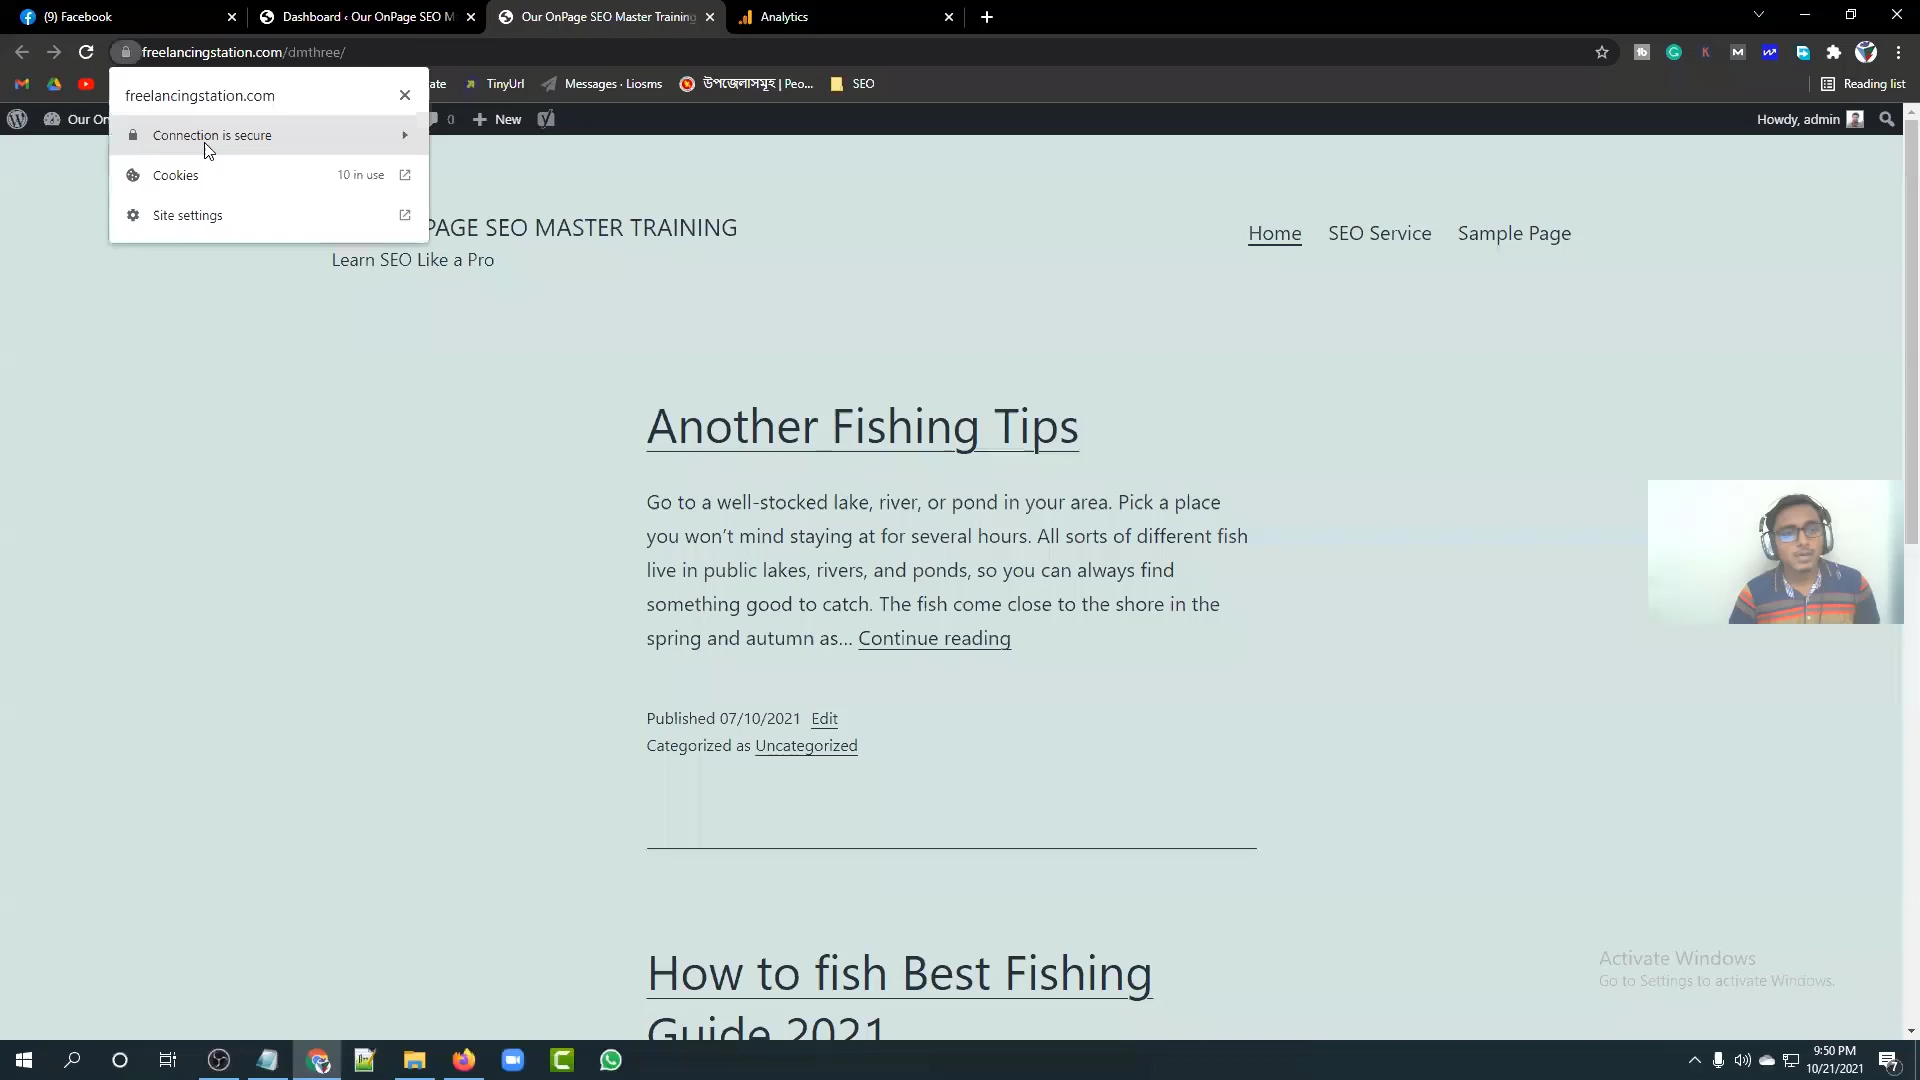 (9) Facebook
Dashboard ‹ Our OnPage SEO M
Our OnPage SEO Master Training
Analytics
freelancingstation.com/dmthree/
ate
TinyUrl
Messages · Liosms
উপজেলাসমূহ | Peo...
SEO
Reading list
freelancingstation.com
Our On
0
New
Howdy, admin
Connection is secure
Cookies
10 in use
Site settings
PAGE SEO MASTER TRAINING
Learn SEO Like a Pro
Home
SEO Service
Sample Page
Another Fishing Tips
Go to a well-stocked lake, river, or pond in your area. Pick a place
you won’t mind staying at for several hours. All sorts of different fish
live in public lakes, rivers, and ponds, so you can always find
something good to catch. The fish come close to the shore in the
spring and autumn as… Continue reading
Published 07/10/2021 Edit
Categorized as Uncategorized
How to fish Best Fishing
Guide 2021
Activate Windows
Go to Settings to activate Windows.
9:50 PM
10/21/2021
7